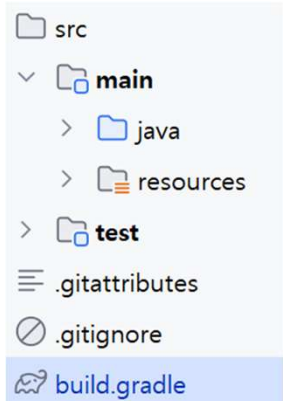 src
main
java
resources
test
.gitattributes
.gitignore
build.gradle